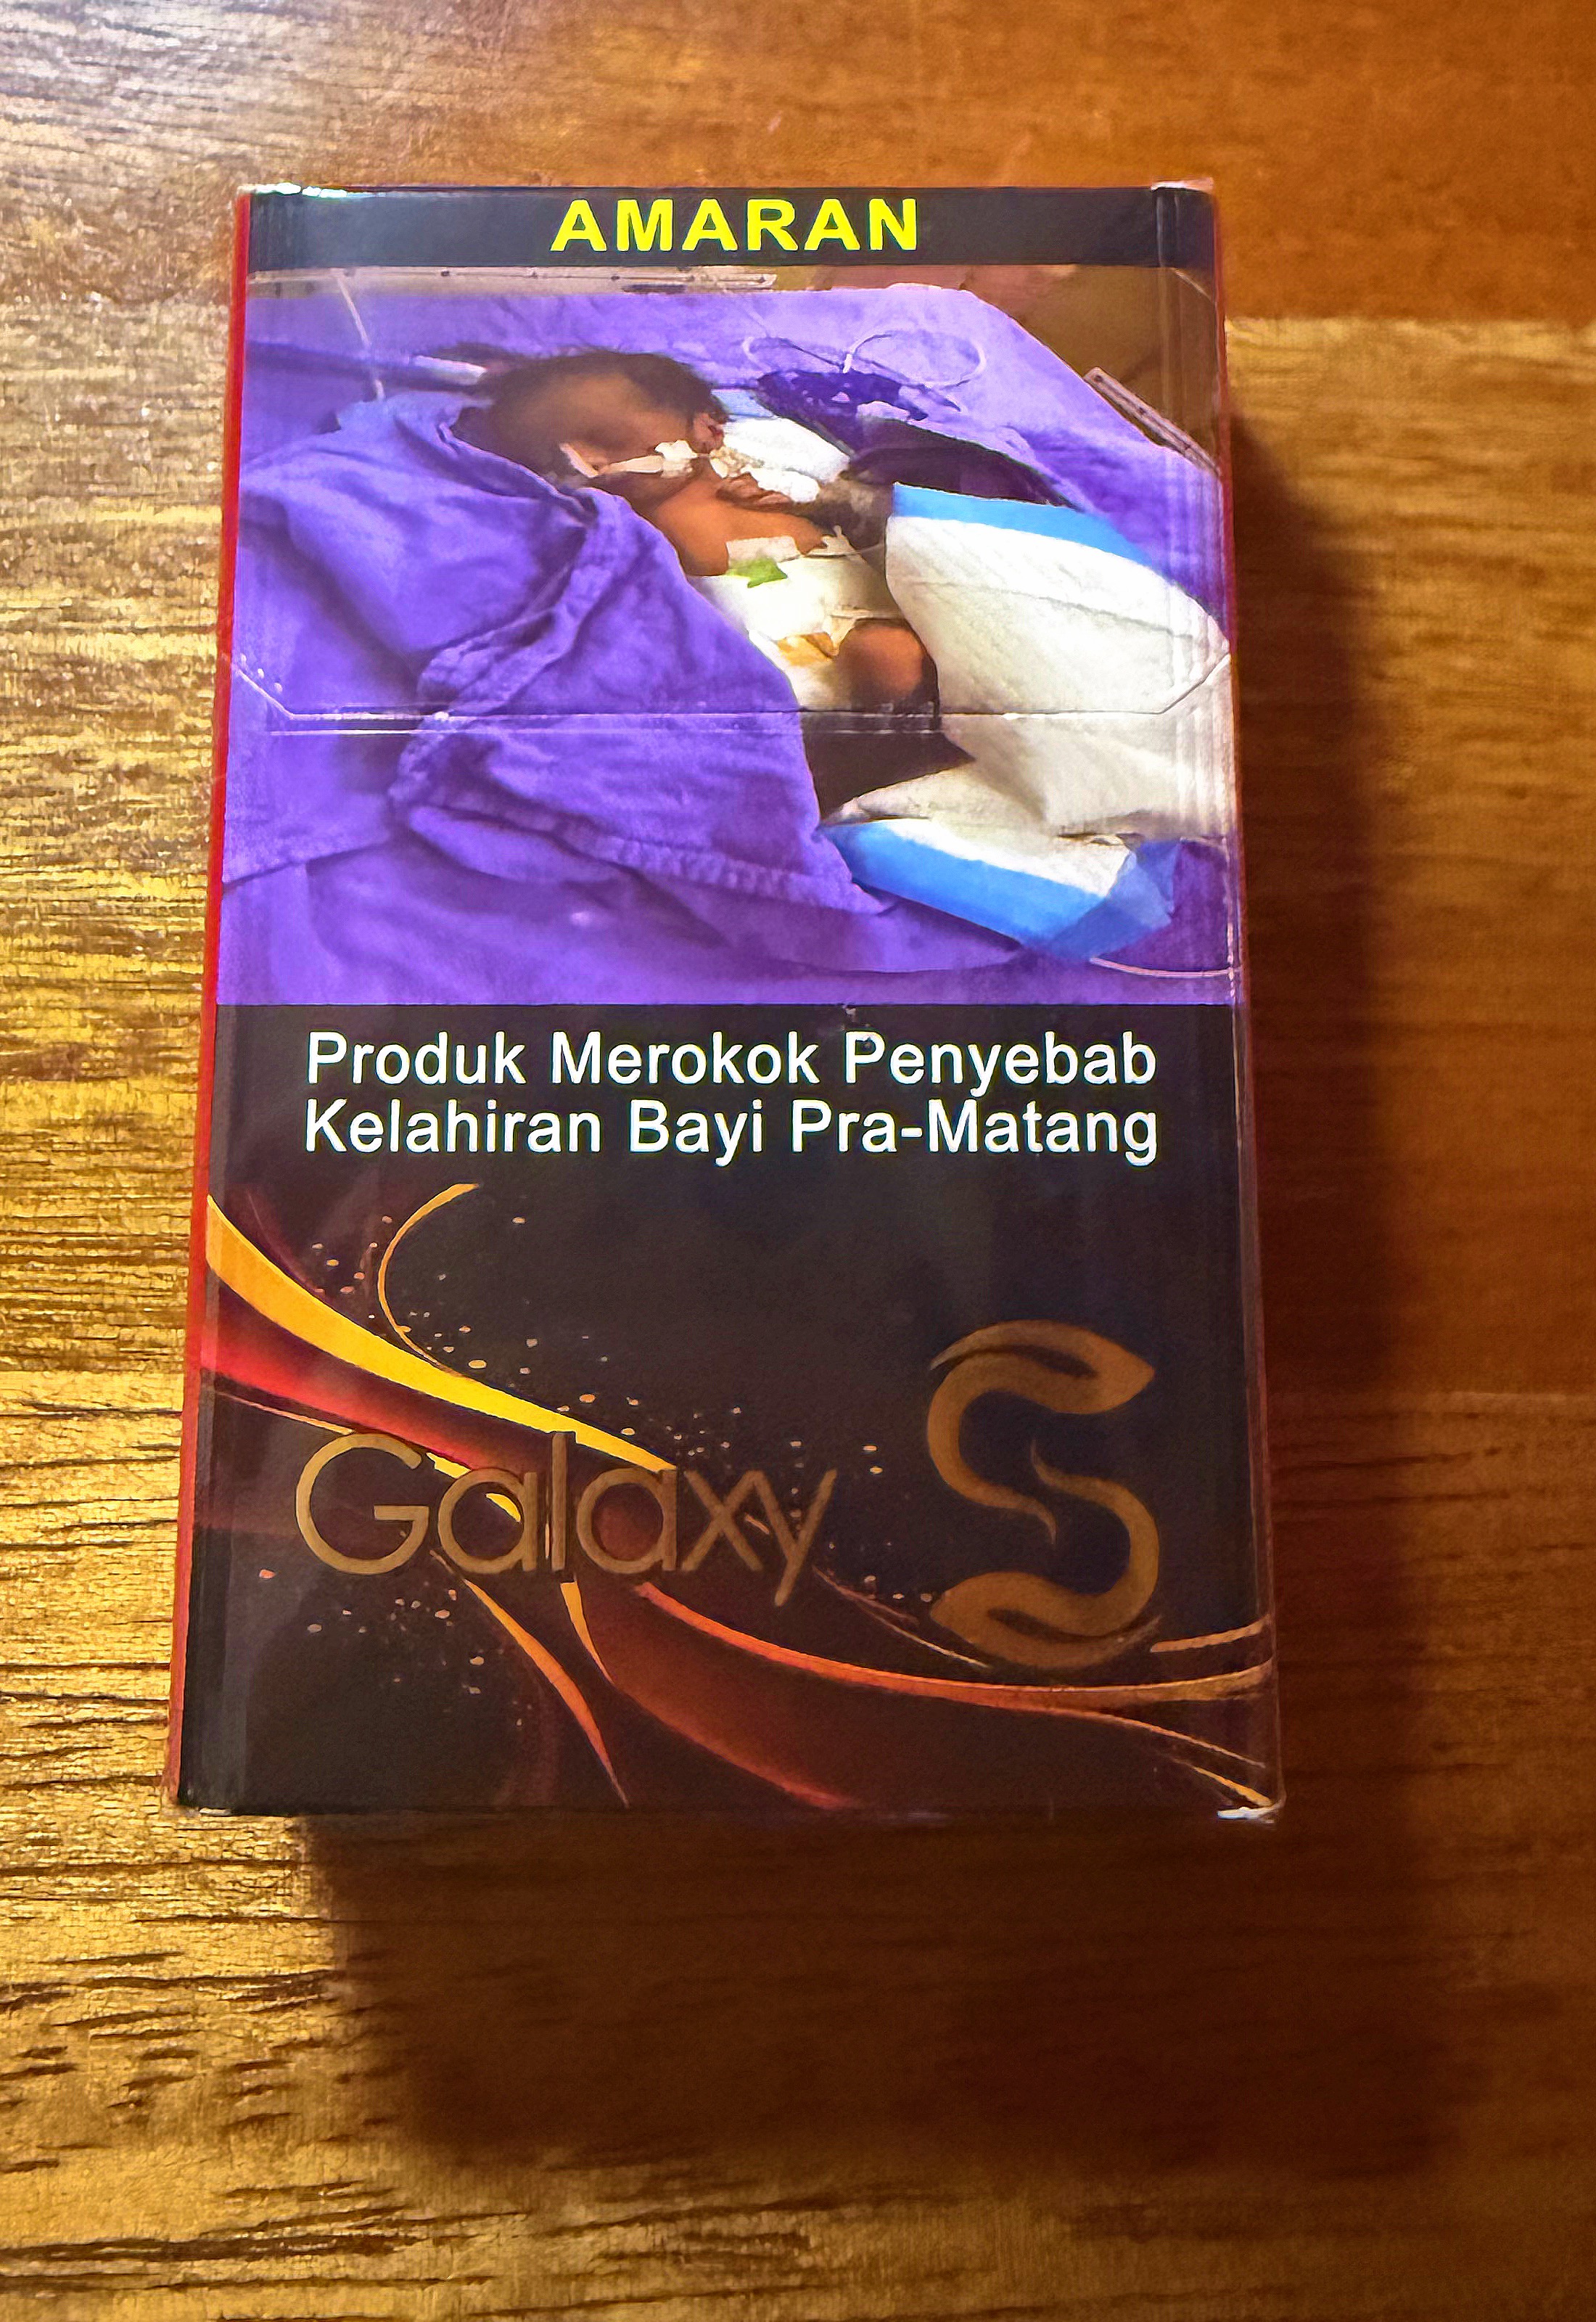 AMARAN
Produk Merokok Penyebab
Kelahiran Bayi Pra-Matang
Galaxy S